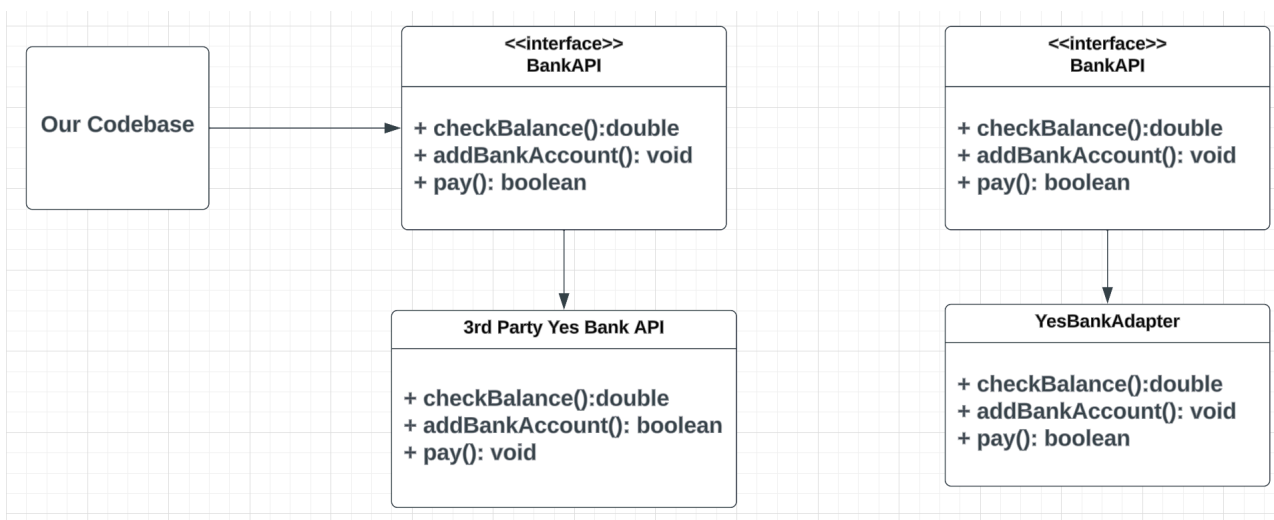 Our Codebase
<<interface>>
BankAPI
+ checkBalance():double
+ addBankAccount(): void
+ pay(): boolean
3rd Party Yes Bank API
+ checkBalance():double
+ addBankAccount(): boolean
+ pay(): void
<<interface>>
BankAPI
+ checkBalance():double
+ addBankAccount(): void
+ pay(): boolean
YesBankAdapter
+ checkBalance():double
+ addBankAccount(): void
+ pay(): boolean